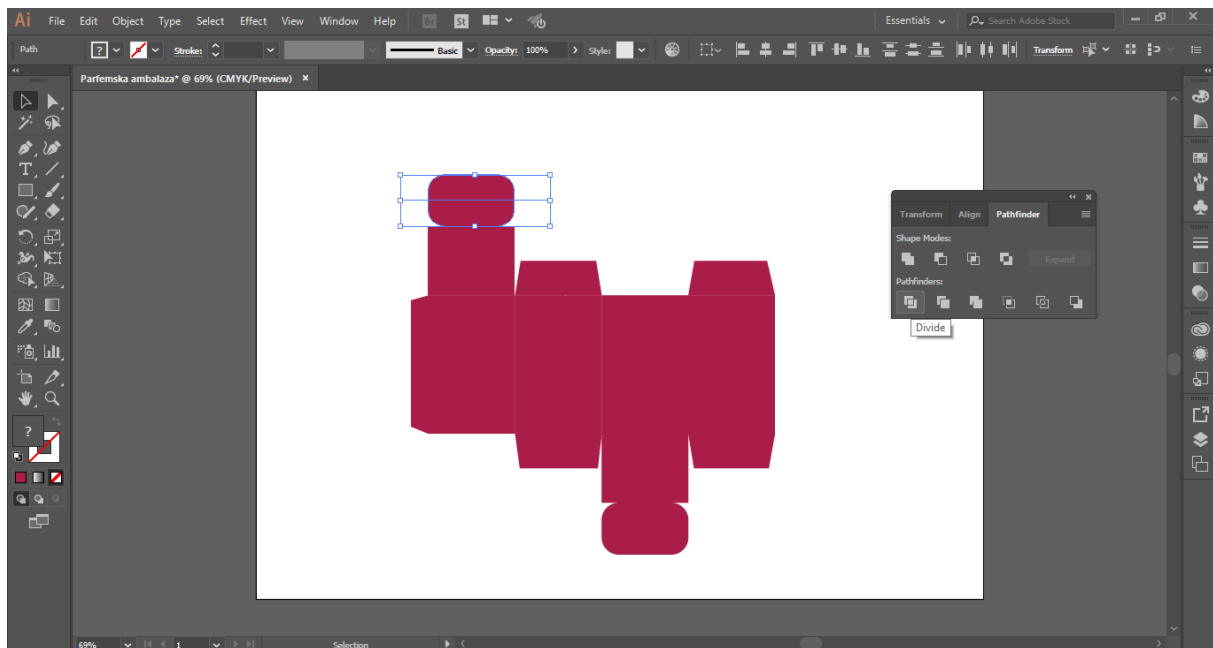 Ai File Edit Object Type Select Effect View Window Help Br St Essentials Search Adobe Stock
Path ? Stroke: Basic Opacity: 100% Style: Transform
Parfemska ambalaza* @ 69% (CMYK/Preview) ×
Transform Align Pathfinder
Shape Modes:
Expand
Pathfinders:
Divide
?
69% 1 Selection